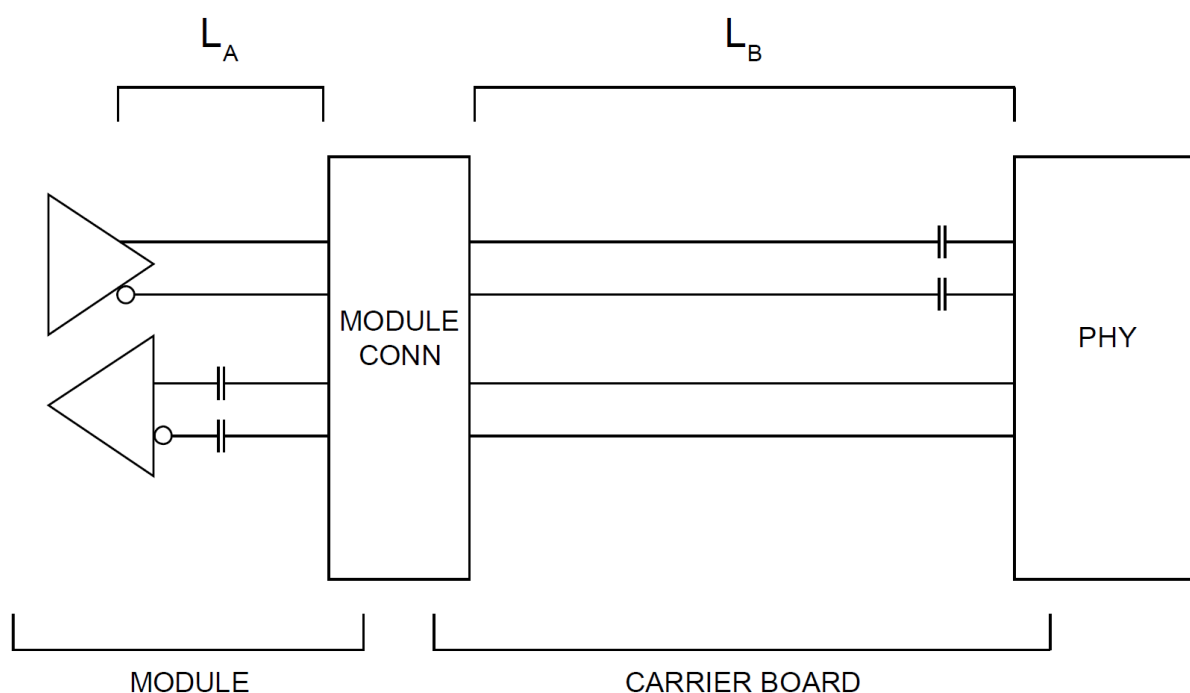 L_A
L_B
MODULE
CONN
PHY
MODULE
CARRIER BOARD